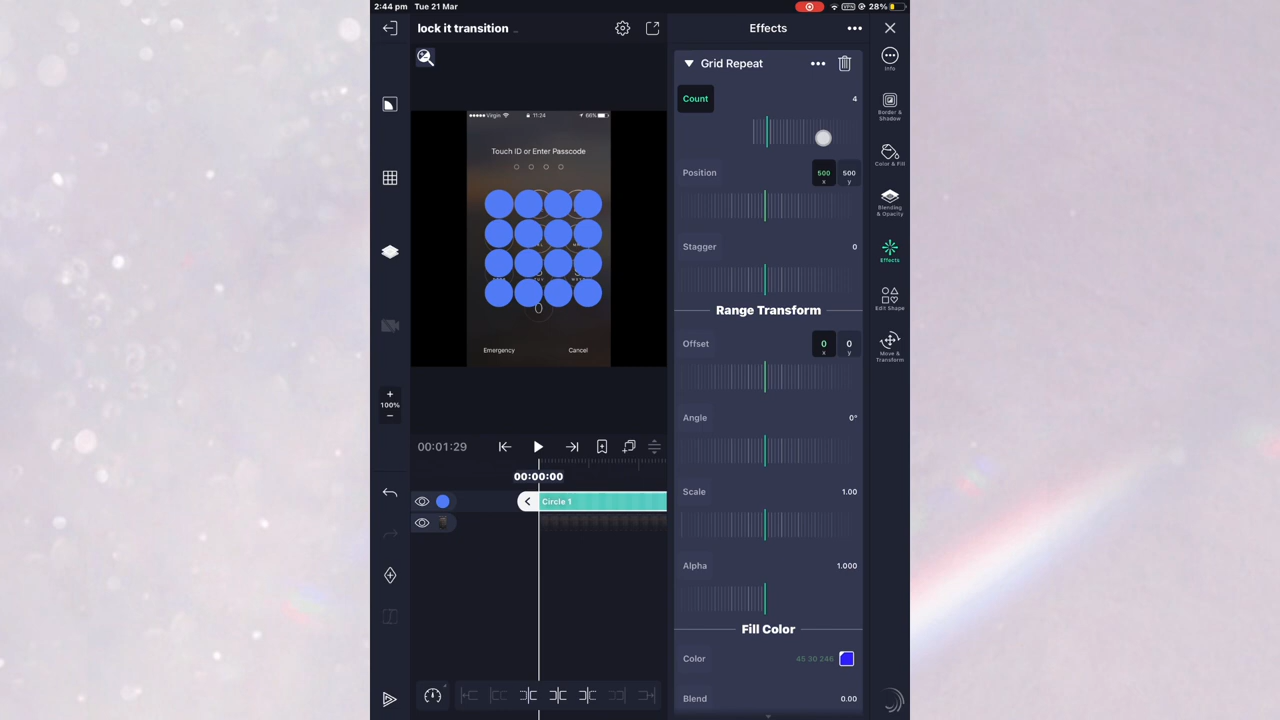 2:44 pm Tue 21 Mar
VPN 28%
lock it transition ...
Effects
Info
Grid Repeat
Count 4
Border & Shadow
Virgin 11:24 66%
Touch ID or Enter Passcode
Color & Fill
Position 500 x 500 y
Blending & Opacity
Stagger 0
Effects
Edit Shape
0
Range Transform
Emergency Cancel
Offset 0 x 0 y
Move & Transform
100%
Angle 0°
00:01:29
00:00:00
Scale 1.00
Circle 1
Alpha 1.000
Fill Color
Color 45 30 246
Blend 0.00